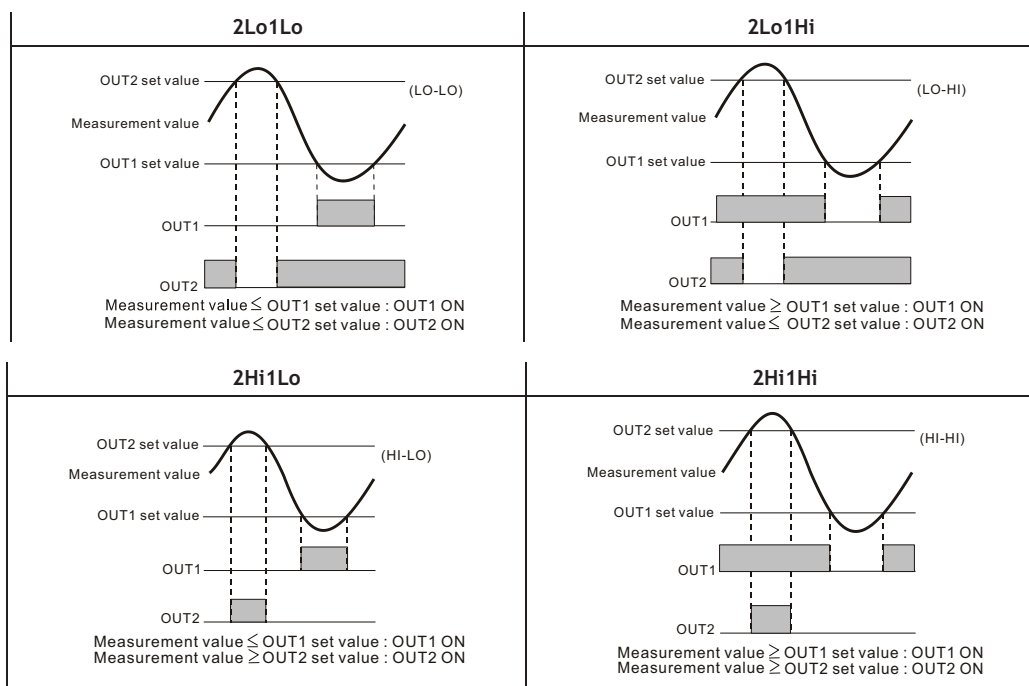 2Lo1Lo
OUT2 set value
(LO-LO)
Measurement value
OUT1 set value
OUT1
OUT2
Measurement value ≤ OUT1 set value : OUT1 ON
Measurement value ≤ OUT2 set value : OUT2 ON
2Lo1Hi
OUT2 set value
(LO-HI)
Measurement value
OUT1 set value
OUT1
OUT2
Measurement value ≥ OUT1 set value : OUT1 ON
Measurement value ≤ OUT2 set value : OUT2 ON
2Hi1Lo
OUT2 set value
(HI-LO)
Measurement value
OUT1 set value
OUT1
OUT2
Measurement value ≤ OUT1 set value : OUT1 ON
Measurement value ≥ OUT2 set value : OUT2 ON
2Hi1Hi
OUT2 set value
(HI-HI)
Measurement value
OUT1 set value
OUT1
OUT2
Measurement value ≥ OUT1 set value : OUT1 ON
Measurement value ≥ OUT2 set value : OUT2 ON